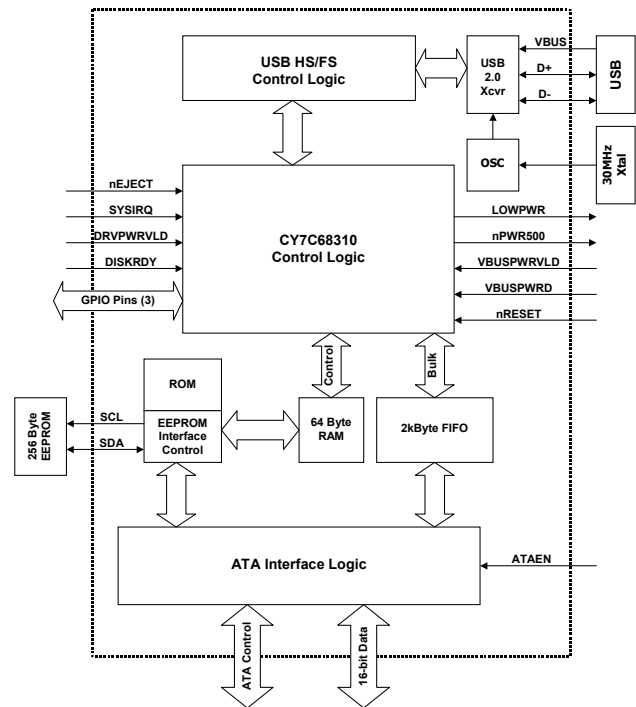 USB HS/FS
Control Logic
USB
2.0
Xcvr
VBUS
D+
D-
USB
OSC
30MHz
Xtal
nEJECT
SYSIRQ
DRVPWRVLD
DISKRDY
GPIO Pins (3)
CY7C68310
Control Logic
LOWPWR
nPWR500
VBUSPWRVLD
VBUSPWRD
nRESET
Control
Bulk
ROM
EEPROM
Interface
Control
SCL
SDA
256 Byte
EEPROM
64 Byte
RAM
2kByte FIFO
ATA Interface Logic
ATAEN
ATA Control
16-bit Data